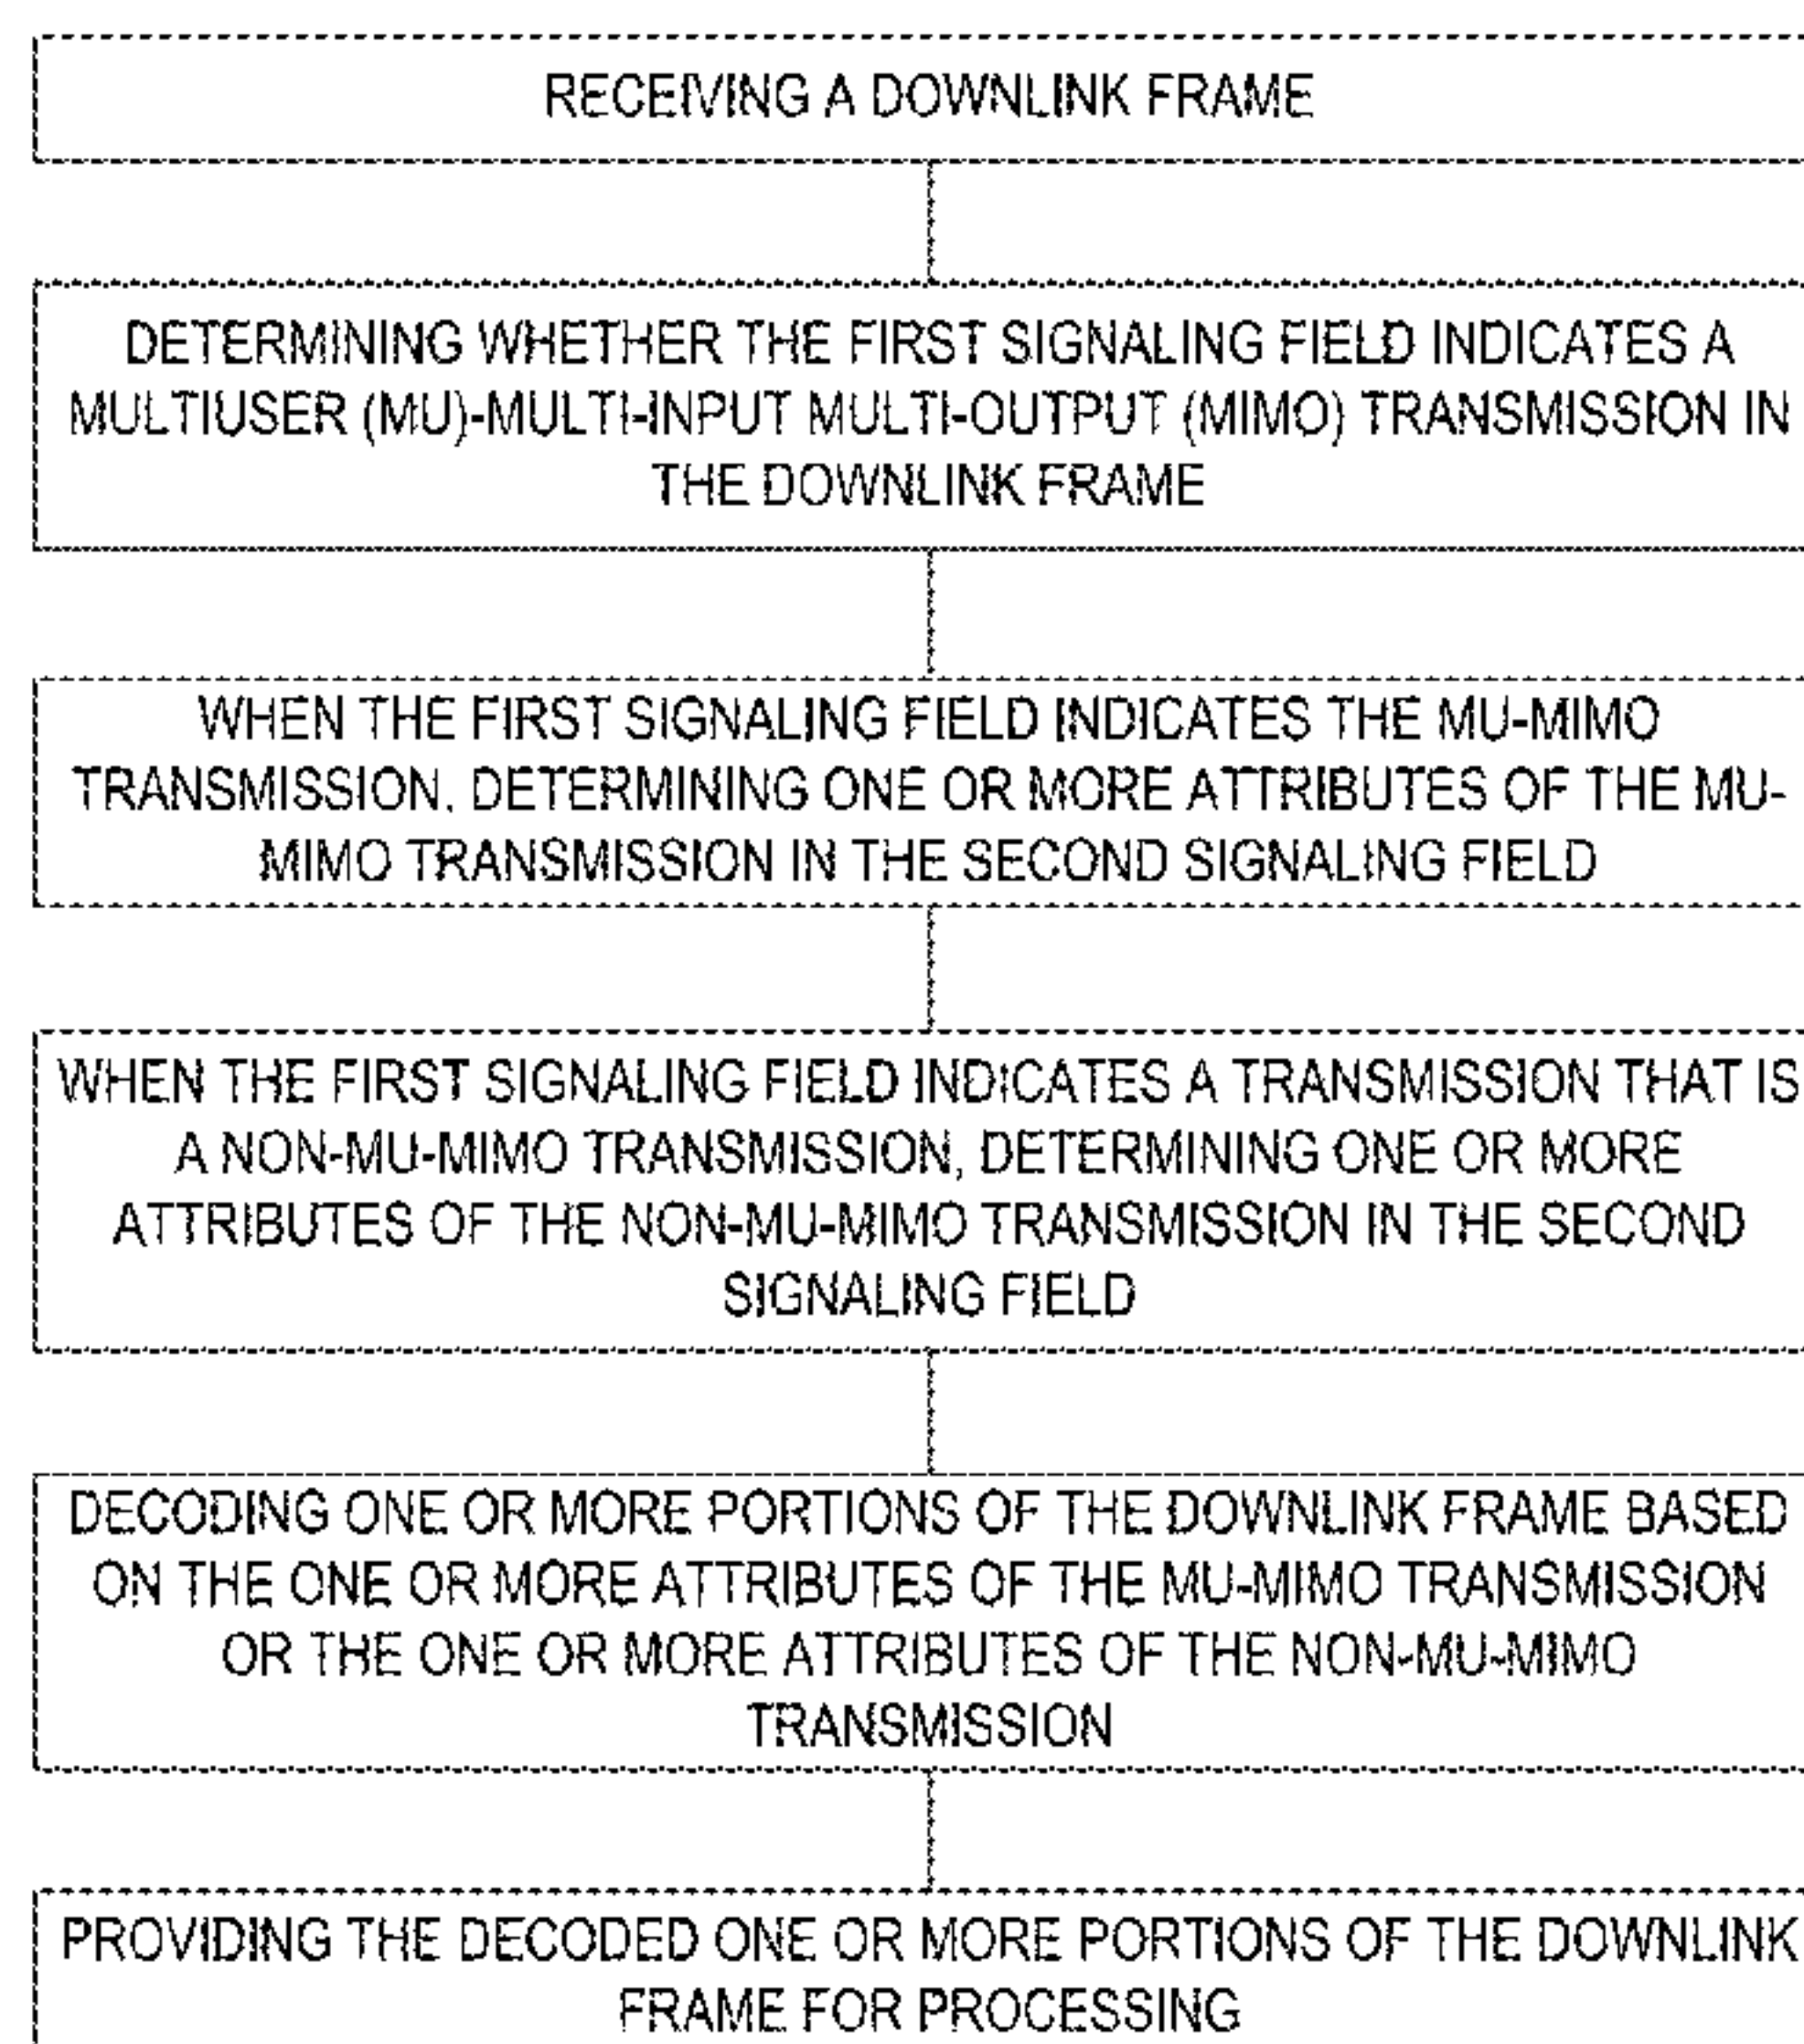 RECEIVING A DOWNLINK FRAME
DETERMINING WHETHER THE FIRST SIGNALING FIELD INDICATES A
MULTIUSER (MU)-MULTI-INPUT MULTI-OUTPUT (MIMO) TRANSMISSION IN
THE DOWNLINK FRAME
WHEN THE FIRST SIGNALING FIELD INDICATES THE MU-MIMO
TRANSMISSION, DETERMINING ONE OR MORE ATTRIBUTES OF THE MU-
MIMO TRANSMISSION IN THE SECOND SIGNALING FIELD
WHEN THE FIRST SIGNALING FIELD INDICATES A TRANSMISSION THAT IS
A NON-MU-MIMO TRANSMISSION, DETERMINING ONE OR MORE
ATTRIBUTES OF THE NON-MU-MIMO TRANSMISSION IN THE SECOND
SIGNALING FIELD
DECODING ONE OR MORE PORTIONS OF THE DOWNLINK FRAME BASED
ON THE ONE OR MORE ATTRIBUTES OF THE MU-MIMO TRANSMISSION
OR THE ONE OR MORE ATTRIBUTES OF THE NON-MU-MIMO
TRANSMISSION
PROVIDING THE DECODED ONE OR MORE PORTIONS OF THE DOWNLINK
FRAME FOR PROCESSING